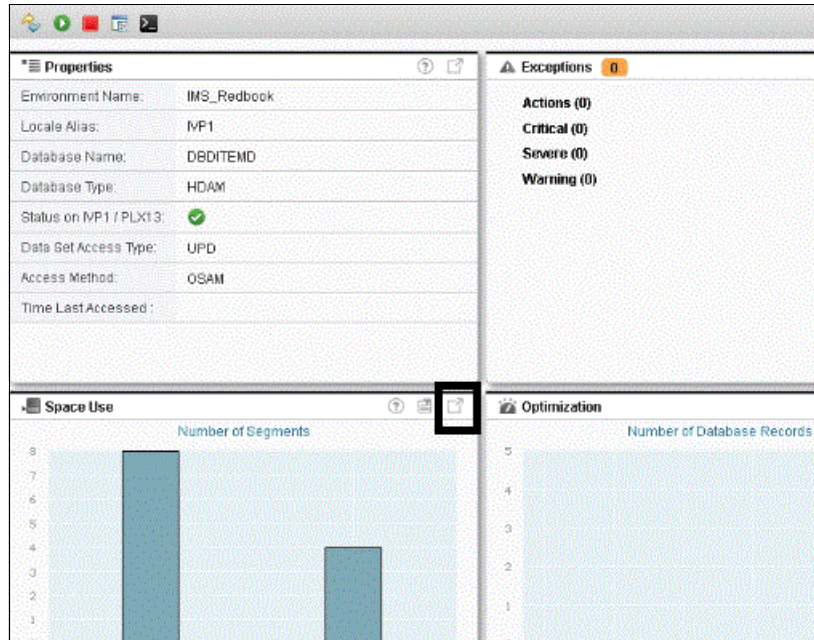 Properties
Environment Name: IMS_Redbook
Locale Alias: IVP1
Database Name: DBDITEMD
Database Type: HDAM
Status on IVP1 / PLX13:
Data Set Access Type: UPD
Access Method: OSAM
Time Last Accessed :
Exceptions 0
Actions (0)
Critical (0)
Severe (0)
Warning (0)
Space Use
Number of Segments
8
7
6
5
4
3
2
1
Optimization
Number of Database Records
5
4
3
2
1